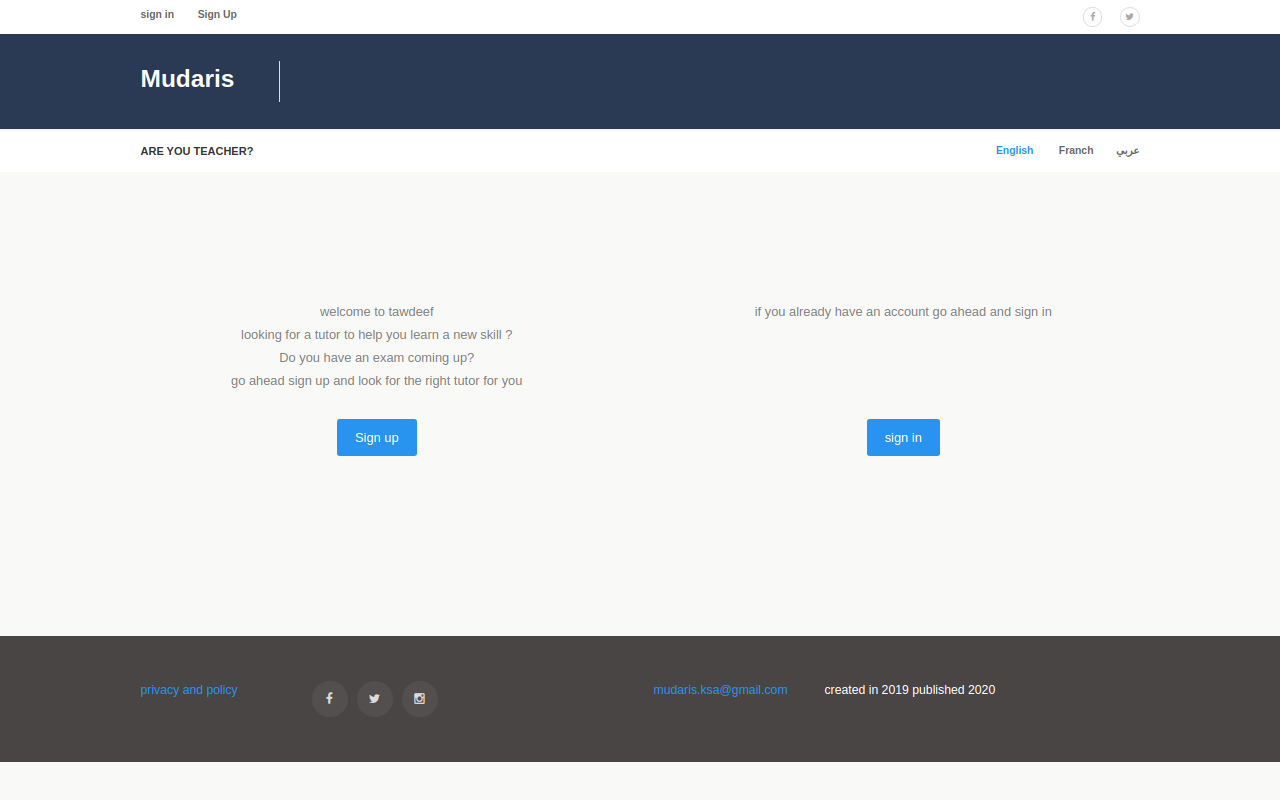 sign in Sign Up
Mudaris
ARE YOU TEACHER?
English Franch عربي
welcome to tawdeef
looking for a tutor to help you learn a new skill ?
Do you have an exam coming up?
go ahead sign up and look for the right tutor for you
Sign up
if you already have an account go ahead and sign in
sign in
privacy and policy
mudaris.ksa@gmail.com
created in 2019 published 2020